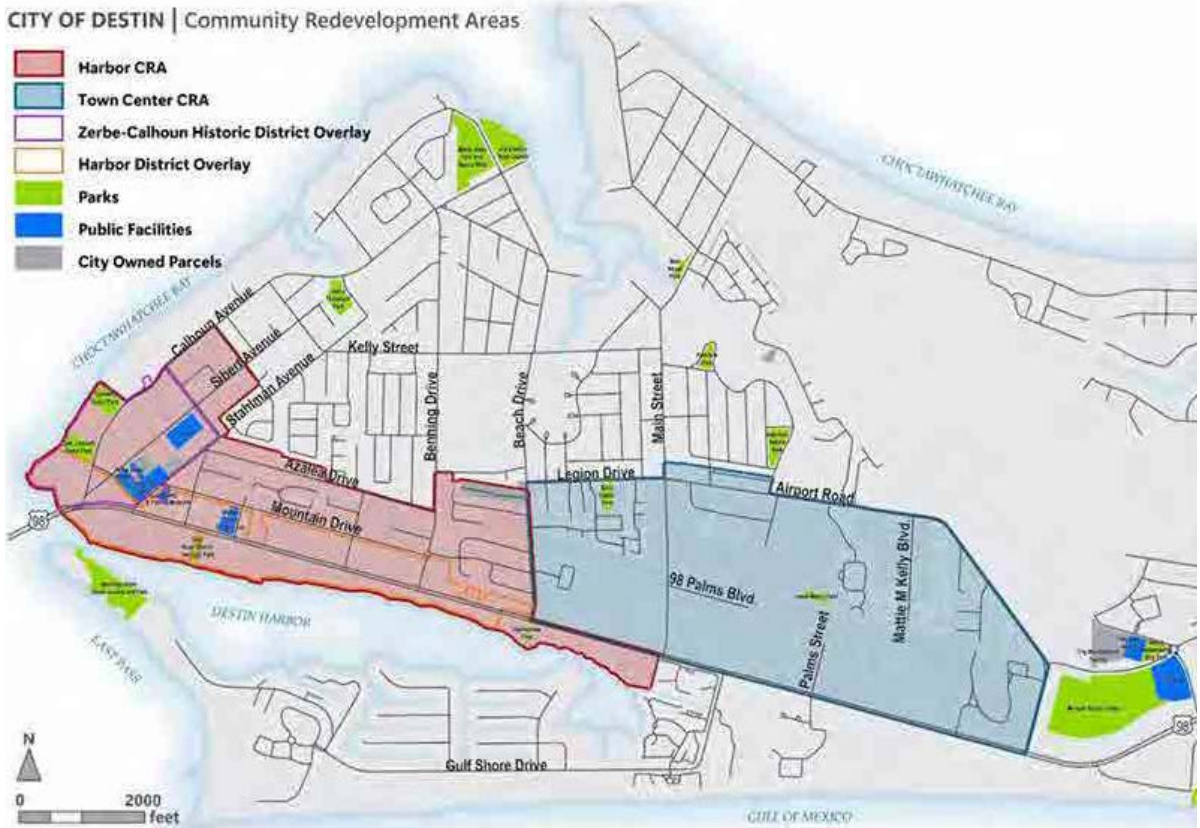 CITY OF DESTIN | Community Redevelopment Areas
Harbor CRA
Town Center CRA
Zerbe-Calhoun Historic District Overlay
Harbor District Overlay
Parks
Public Facilities
City Owned Parcels
CHOCTAWHATCHEE BAY
CHOCTAWHATCHEE BAY
Calhoun Avenue
Sibert Avenue
Stahlman Avenue
Kelly Street
Benning Drive
Beach Drive
Main Street
Azalea Drive
Legion Drive
Airport Road
Mountain Drive
98
98 Palms Blvd.
Mattie M Kelly Blvd.
Palms Street
DESTIN HARBOR
EAST PASS
98
Gulf Shore Drive
GULF OF MEXICO
N
0 2000
feet